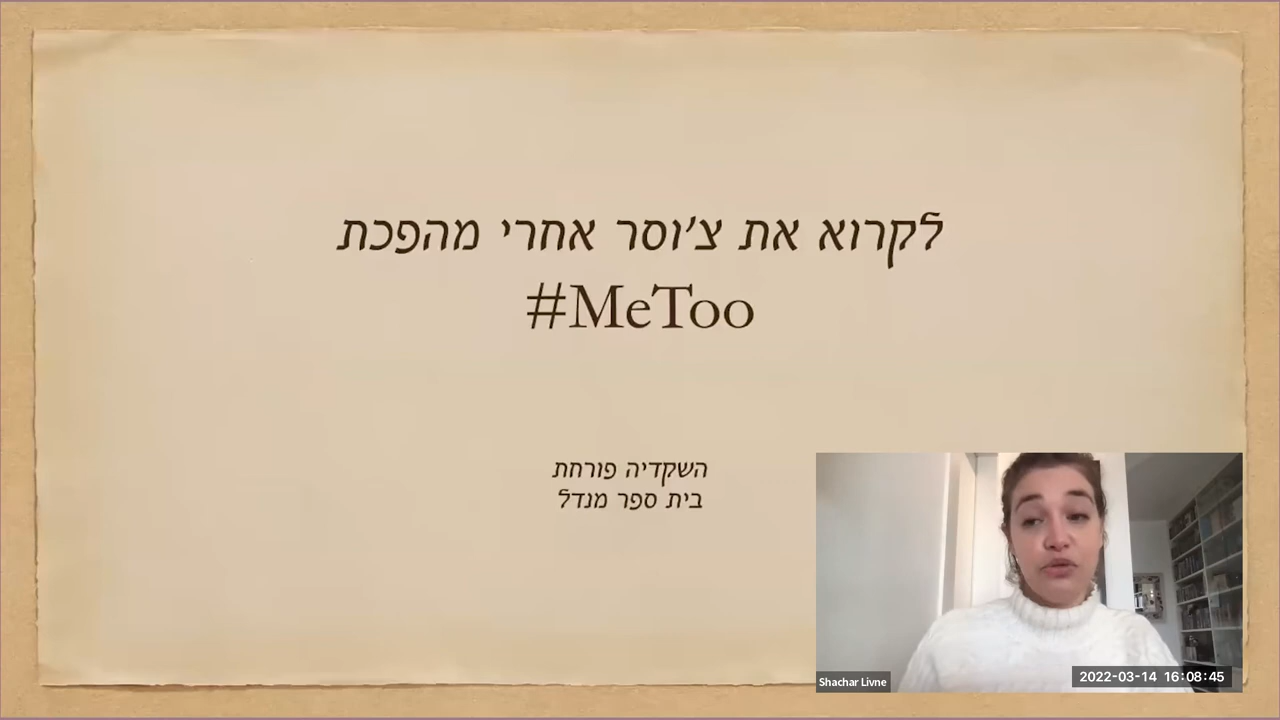 לקרוא את צ'וסר אחרי מהפכת
#MeToo
השקדיה פורחת
בית ספר מנדל
Shachar Livne
2022-03-14 16:08:45